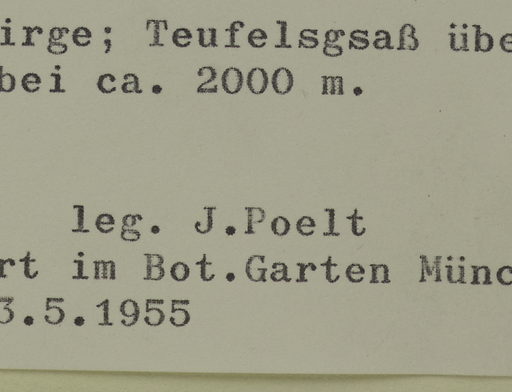 irge; Teufelsgsaß übe
bei ca. 2000 m.
leg. J.Poelt
rt im Bot.Garten Münc
3.5.1955